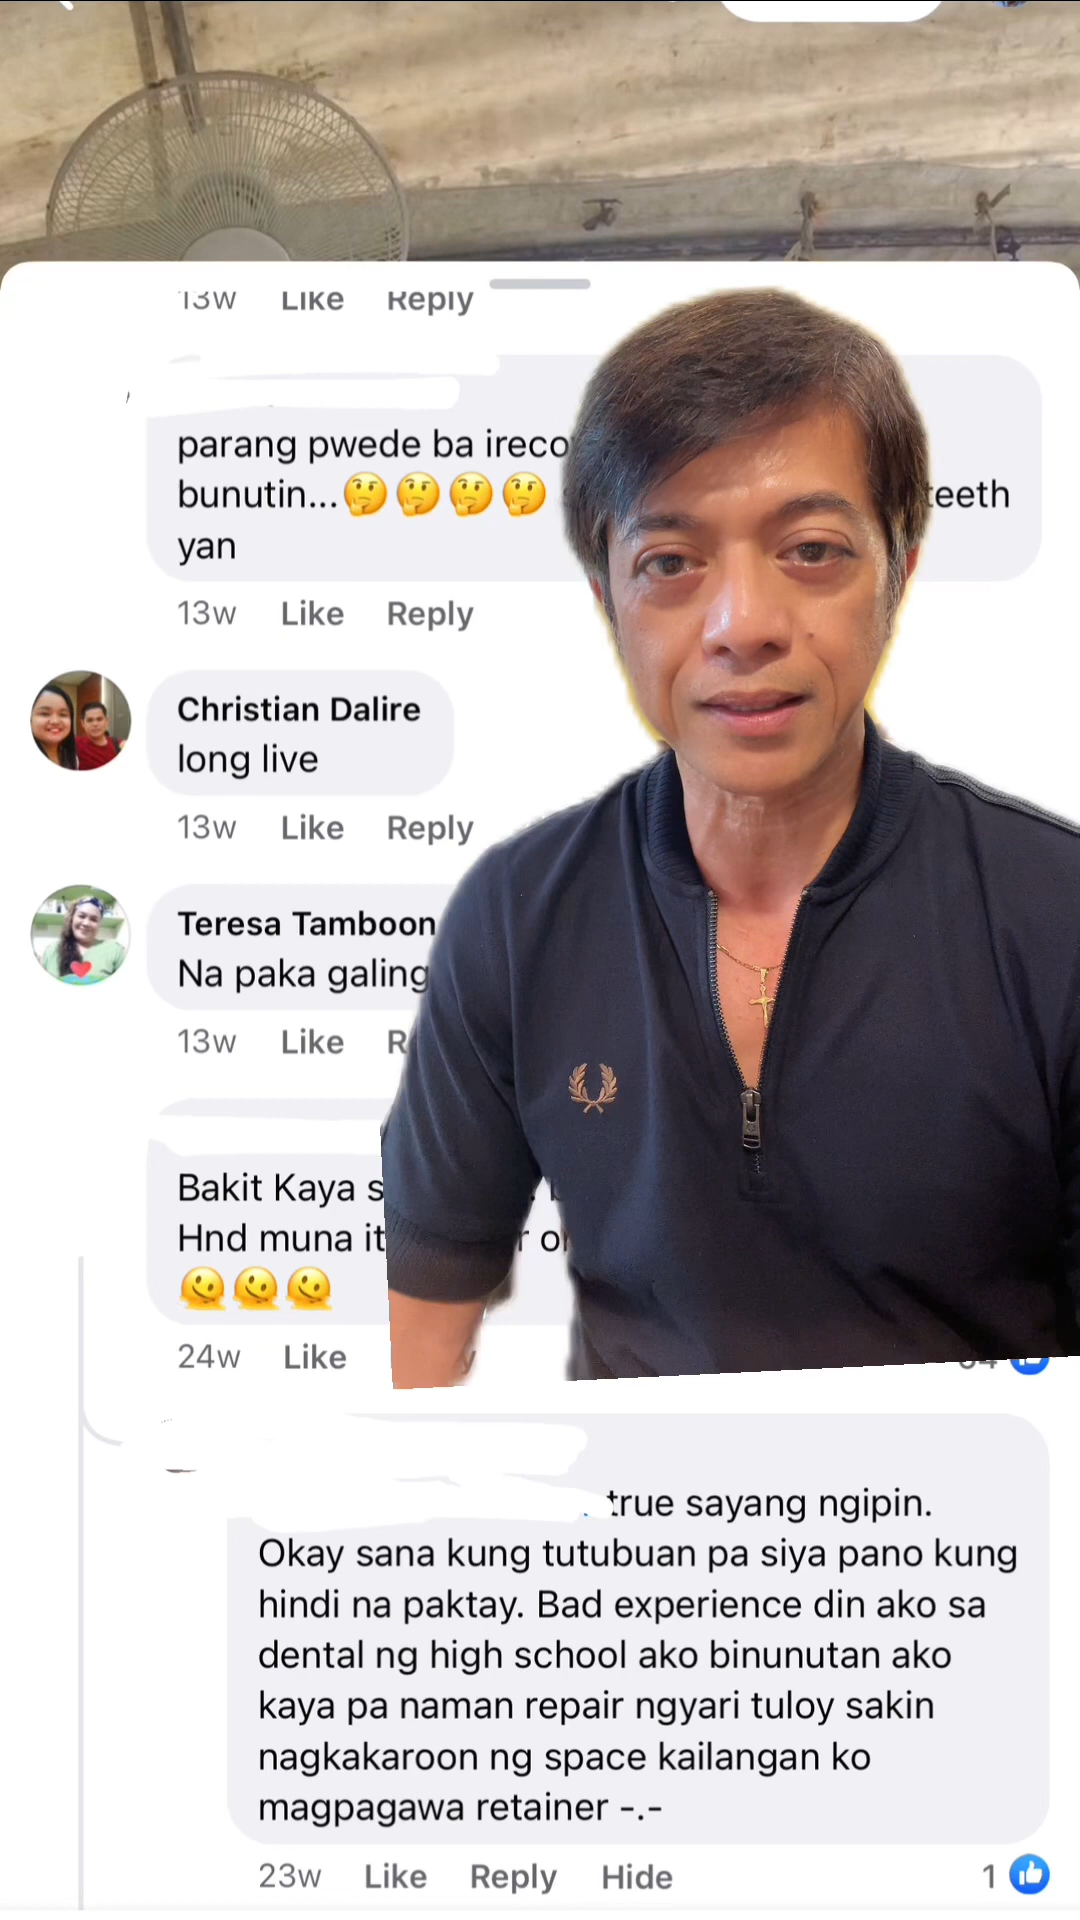 13w Like Reply
parang pwede ba
bunutin...🤔🤔🤔🤔 teeth
yan
13w Like Reply
Christian Dalire
long live
13w Like Reply
Teresa Tamboon
Na paka galing
13w Like
Bakit Kaya
Hnd muna
🫠🫠🫠
24w Like
true sayang ngipin.
Okay sana kung tutubuan pa siya pano kung
hindi na paktay. Bad experience din ako sa
dental ng high school ako binunutan ako
kaya pa naman repair ngyari tuloy sakin
nagkakaroon ng space kailangan ko
magpagawa retainer -.-
23w Like Reply Hide 1